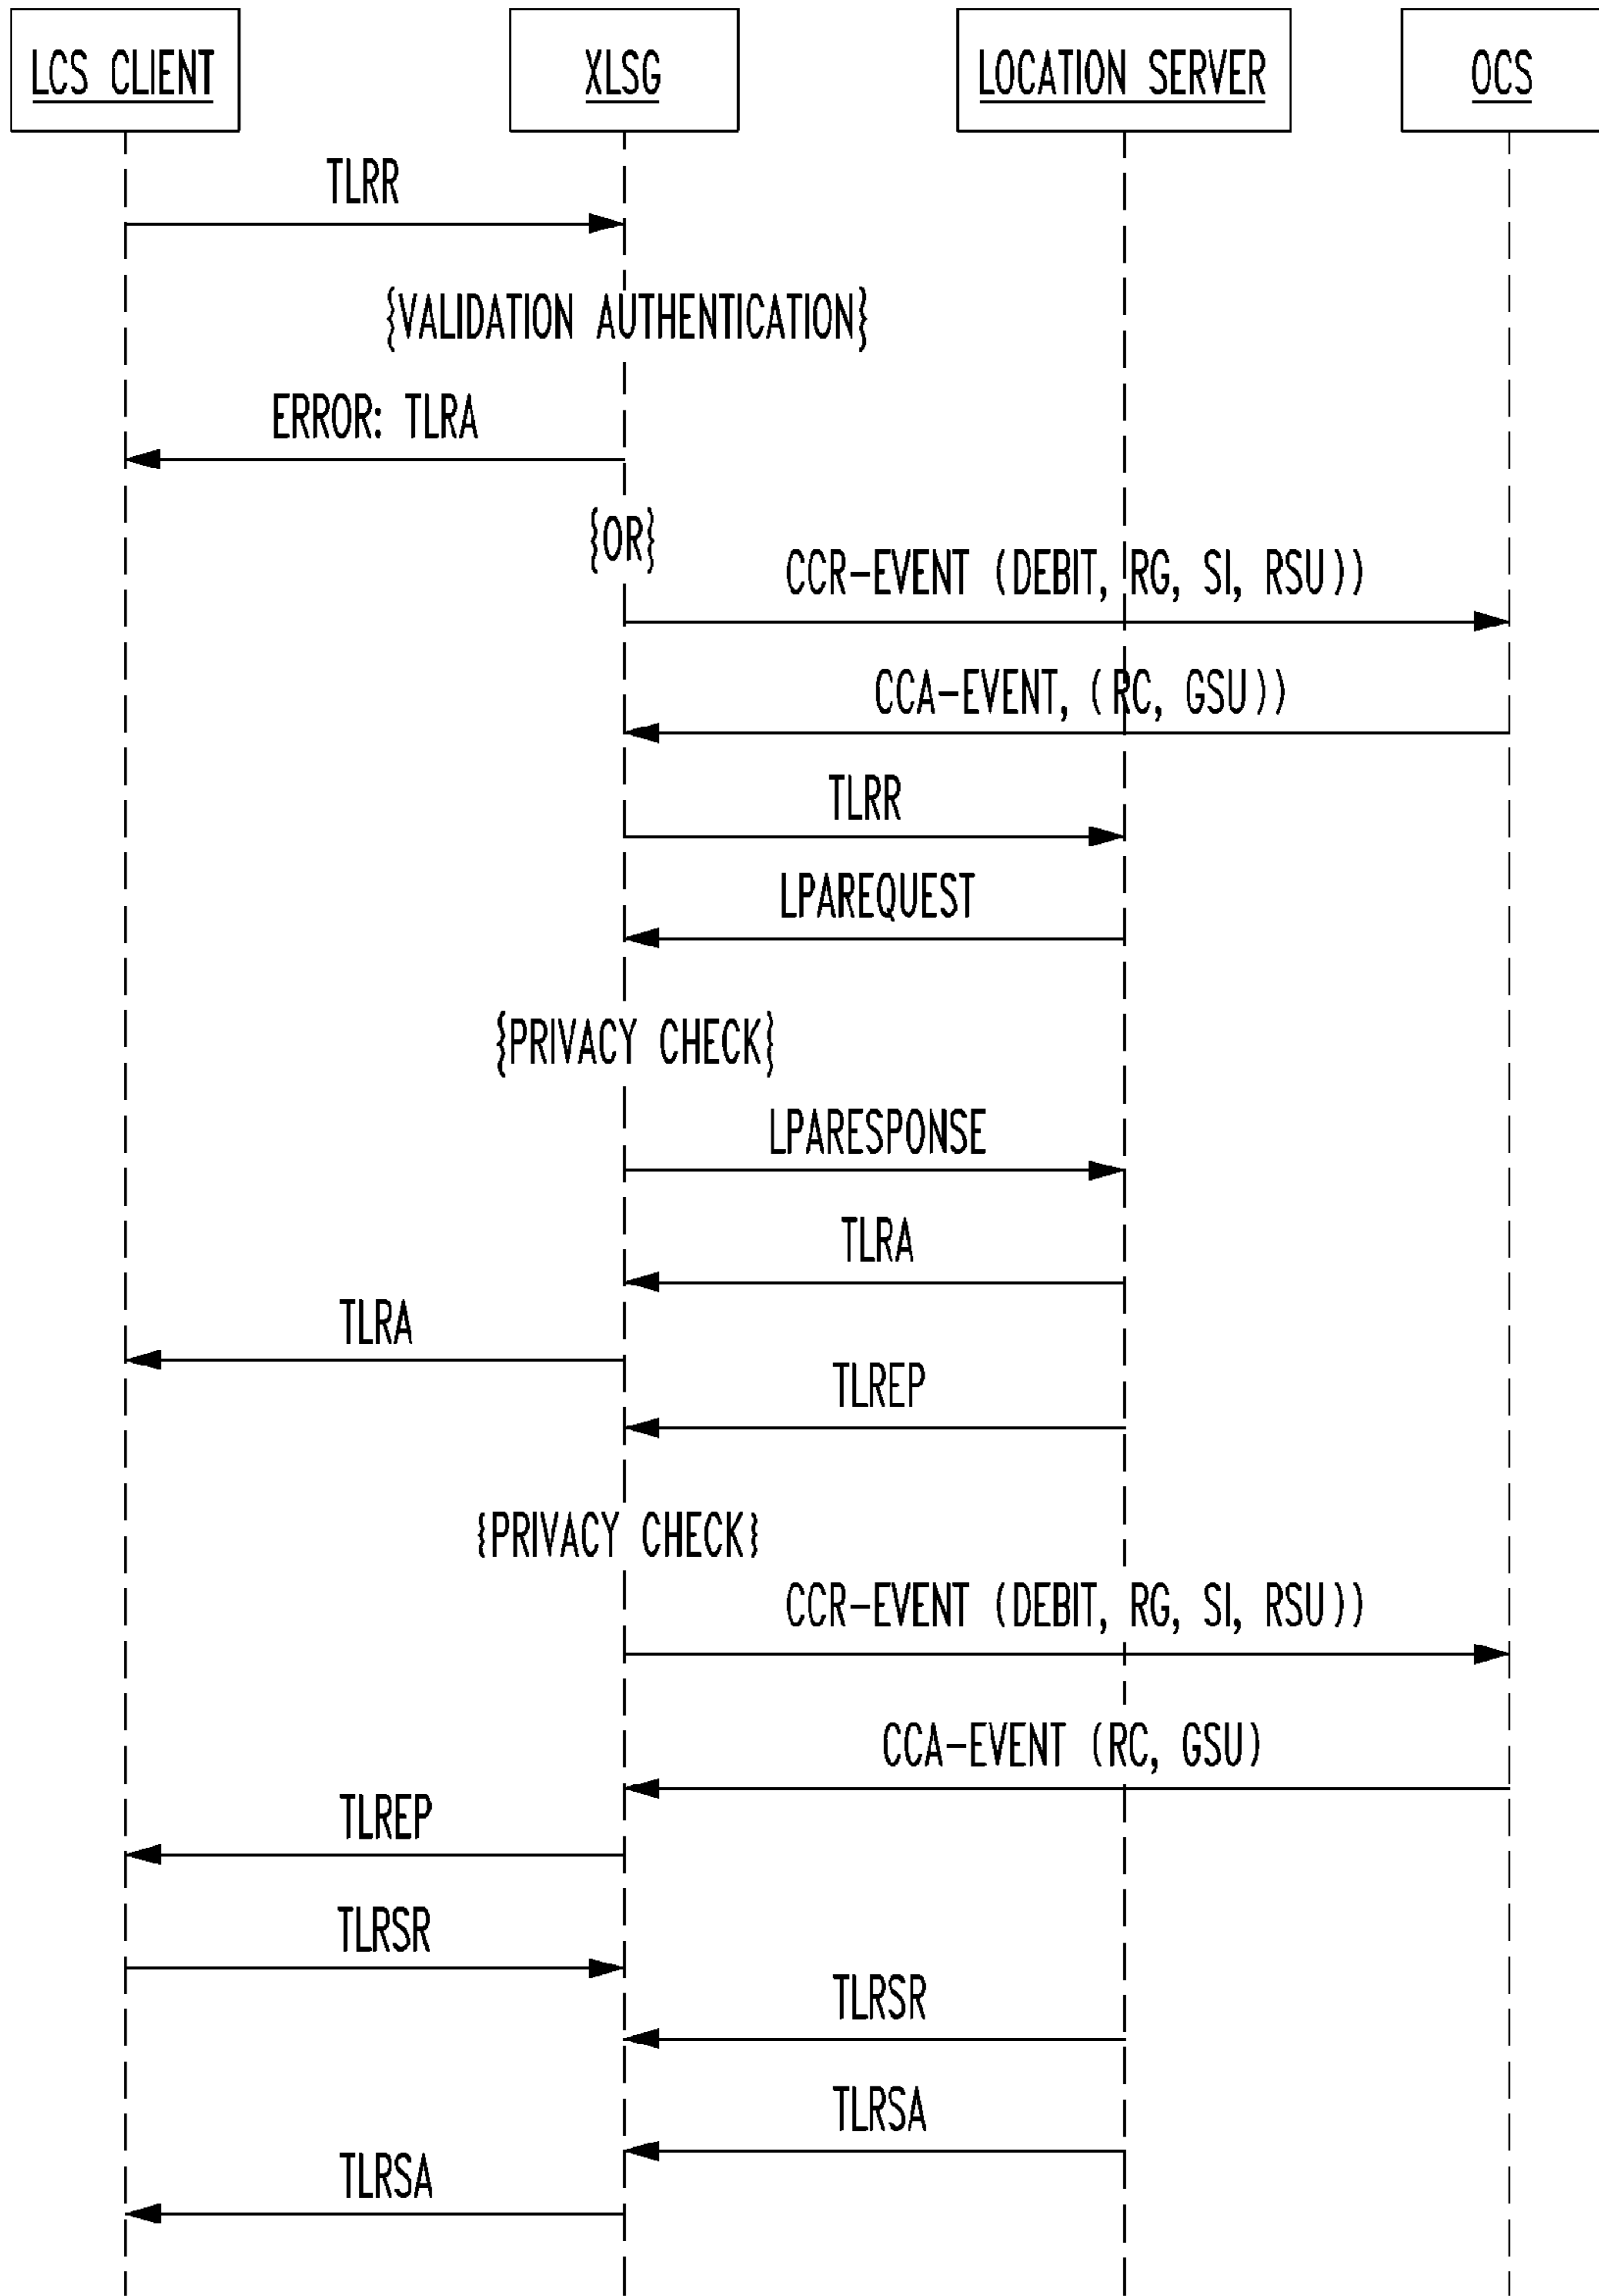 LCS CLIENT
XLSG
LOCATION SERVER
OCS
TLRR
{VALIDATION AUTHENTICATION}
ERROR: TLRA
{OR}
CCR-EVENT (DEBIT, RG, SI, RSU))
CCA-EVENT, (RC, GSU))
TLRR
LPAREQUEST
{PRIVACY CHECK}
LPARESPONSE
TLRA
TLRA
TLREP
{PRIVACY CHECK}
CCR-EVENT (DEBIT, RG, SI, RSU))
CCA-EVENT (RC, GSU)
TLREP
TLRSR
TLRSR
TLRSA
TLRSA